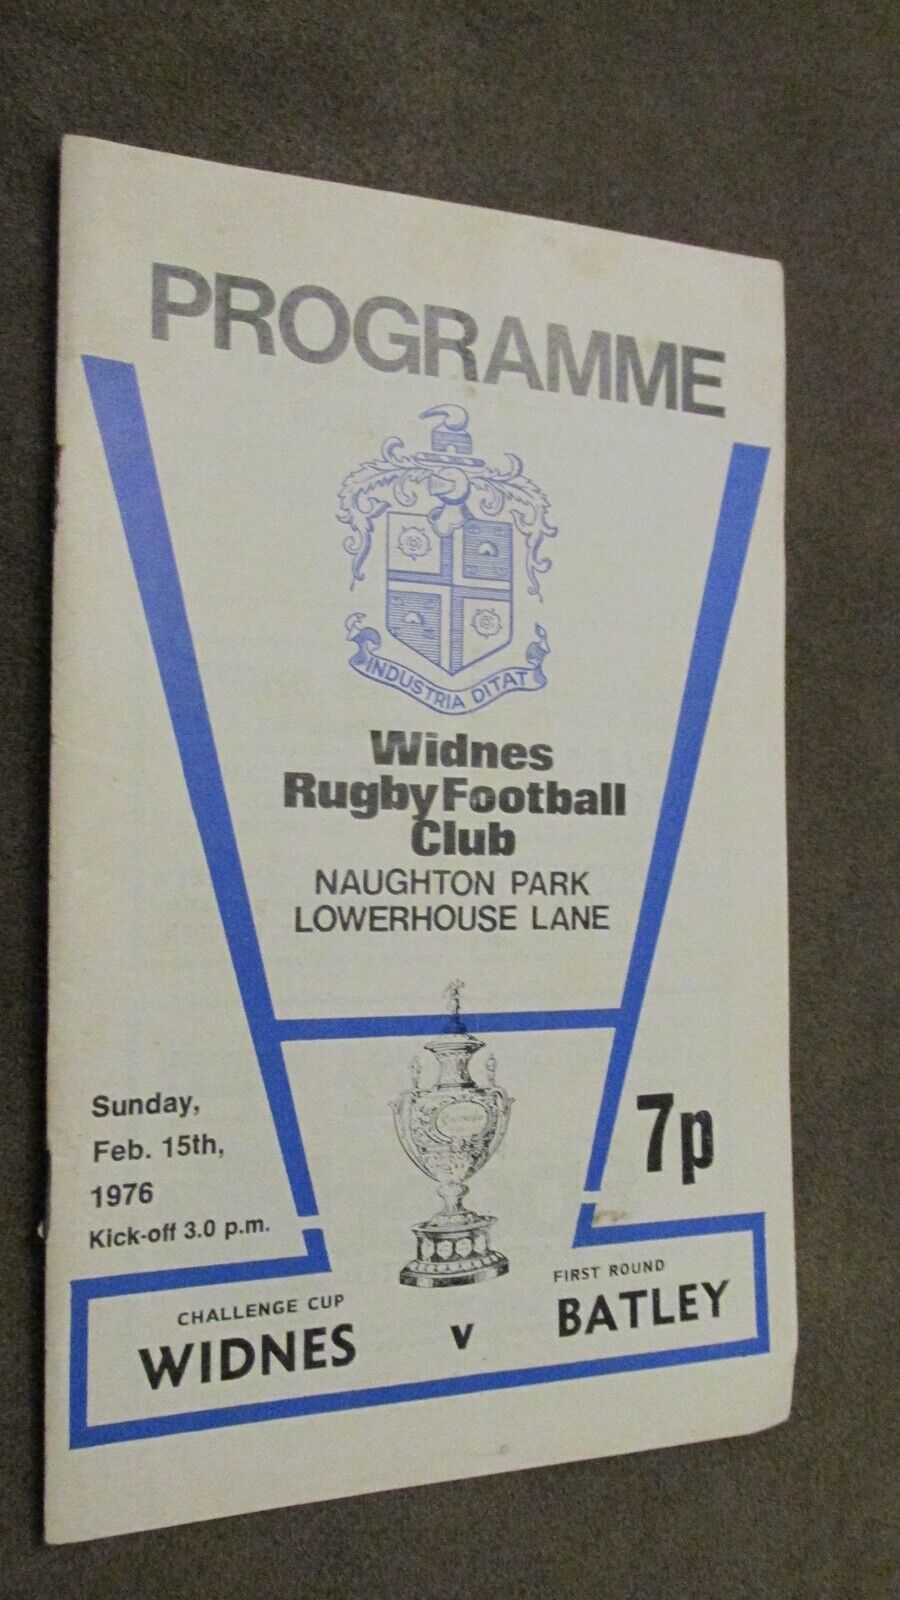 PROGRAMME
INDUSTRIA DITAT
Widnes
Rugby Football
Club
NAUGHTON PARK
LOWERHOUSE LANE
Sunday,
Feb. 15th,
1976
Kick-off 3.0 p.m.
7p
CHALLENGE CUP
FIRST ROUND
WIDNES v BATLEY